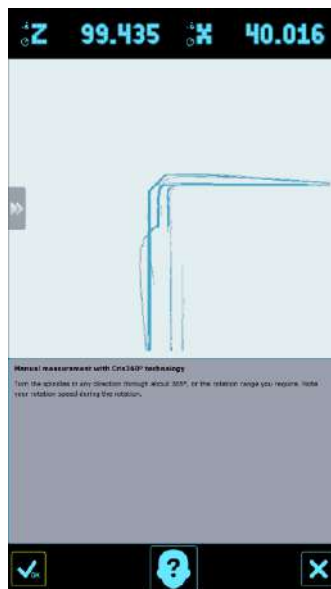 Z 99.435 X 40.016
Manual measurement with Cris360° technology
Turn the spindles in any direction through about 360°, or the rotation range you require. Note
your rotation speed during the rotation.
OK
?